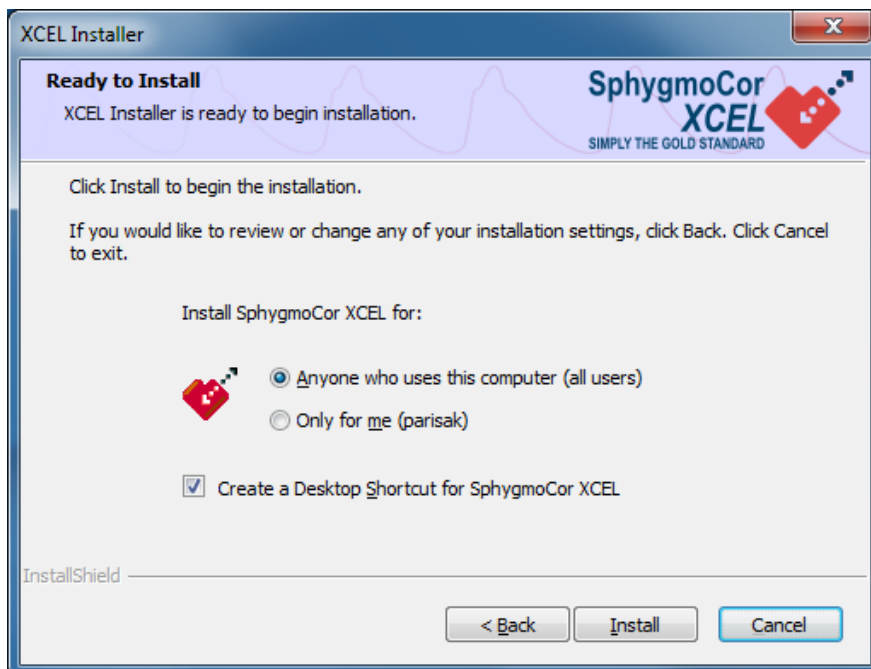 XCEL Installer
Ready to Install
XCEL Installer is ready to begin installation.
SphygmoCor
XCEL
SIMPLY THE GOLD STANDARD
Click Install to begin the installation.
If you would like to review or change any of your installation settings, click Back. Click Cancel
to exit.
Install SphygmoCor XCEL for:
Anyone who uses this computer (all users)
Only for me (parisak)
Create a Desktop Shortcut for SphygmoCor XCEL
InstallShield
< Back
Install
Cancel